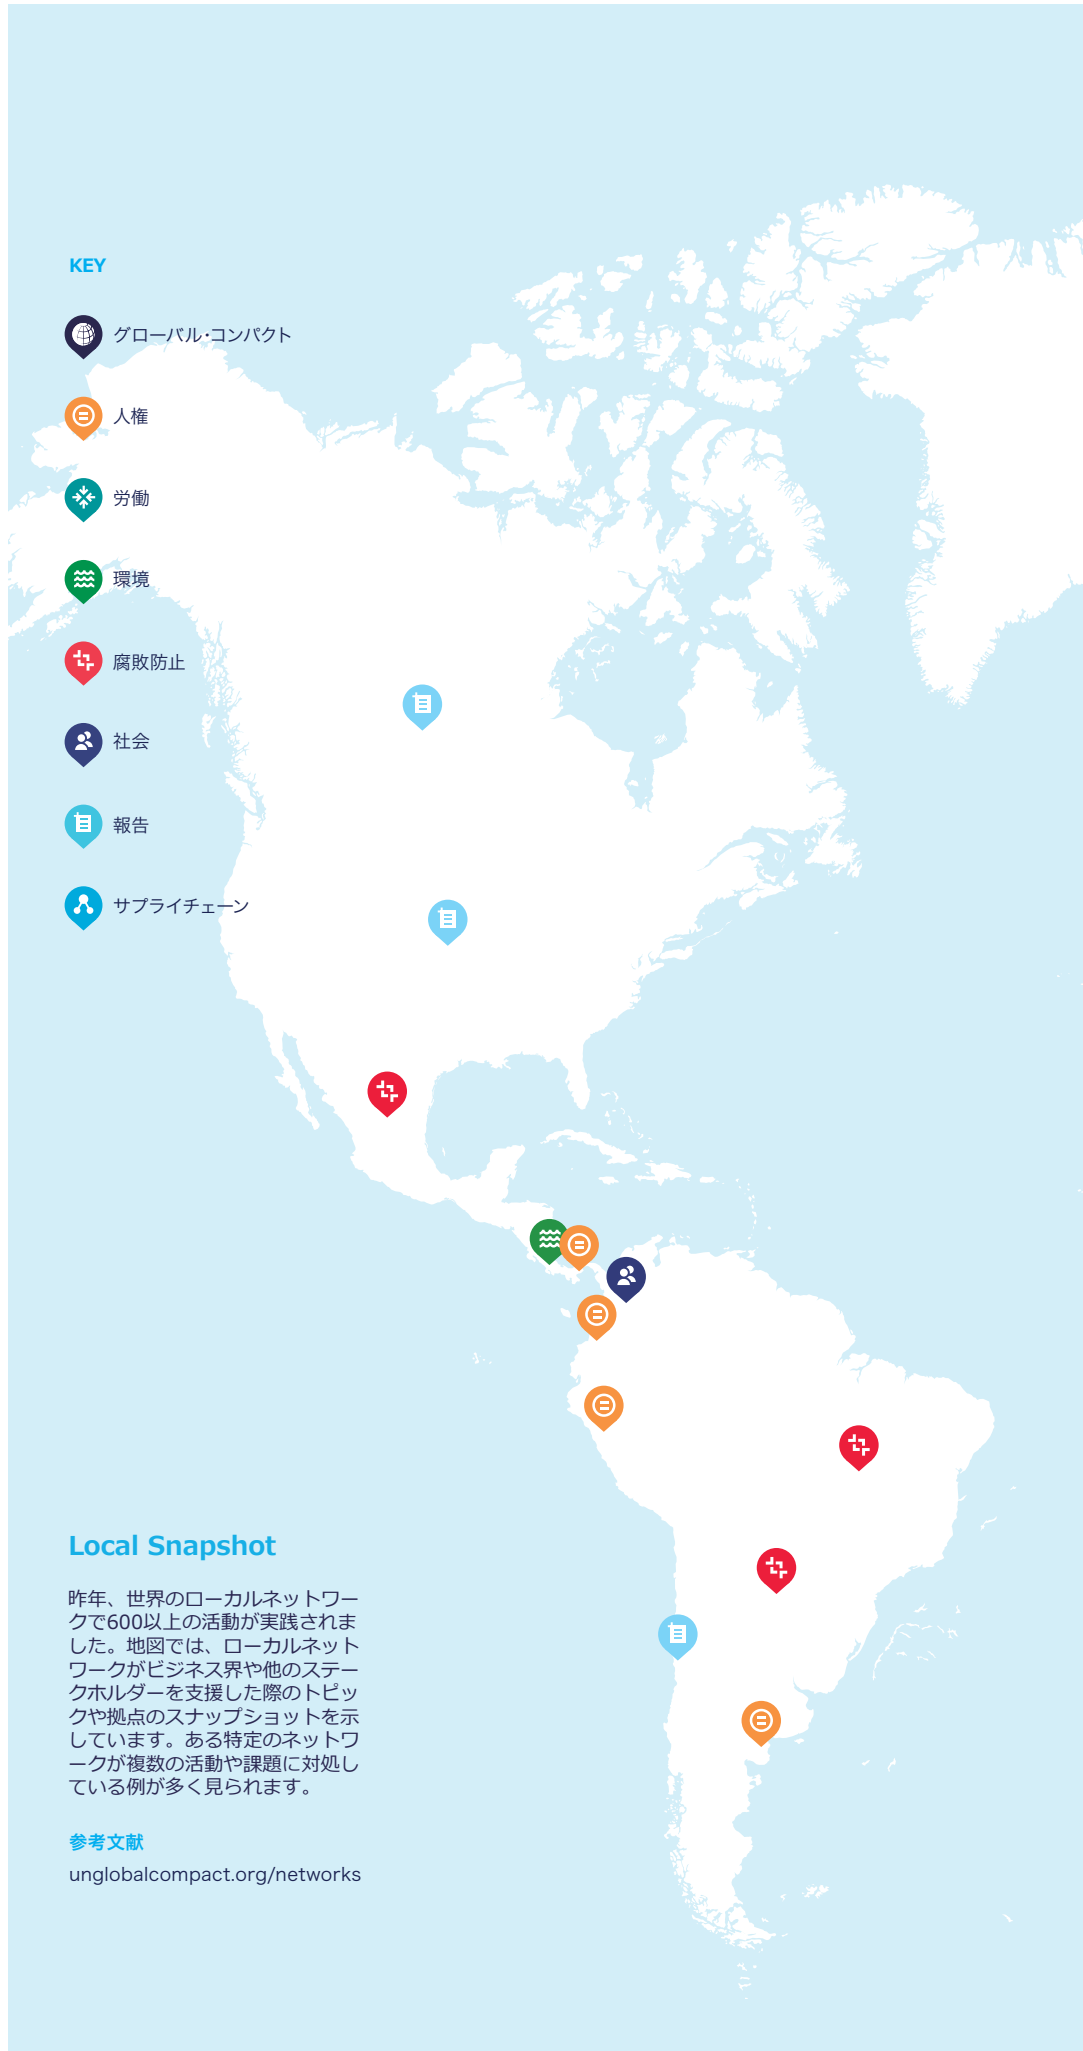 KEY
グローバル・コンパクト
人権
労働
環境
腐敗防止
社会
報告
サプライチェーン
Local Snapshot
昨年、世界のローカルネットワー
クで600以上の活動が実践されま
した。地図では、ローカルネット
ワークがビジネス界や他のステー
クホルダーを支援した際のトピッ
クや拠点のスナップショットを示
しています。ある特定のネットワ
ークが複数の活動や課題に対処し
ている例が多く見られます。
参考文献
unglobalcompact.org/networks